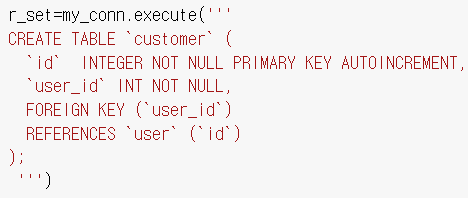 r_set=my_conn.execute('''
CREATE TABLE `customer` (
  `id`  INTEGER NOT NULL PRIMARY KEY AUTOINCREMENT,
  `user_id` INT NOT NULL,
  FOREIGN KEY (`user_id`)
  REFERENCES `user` (`id`)
);
 ''')